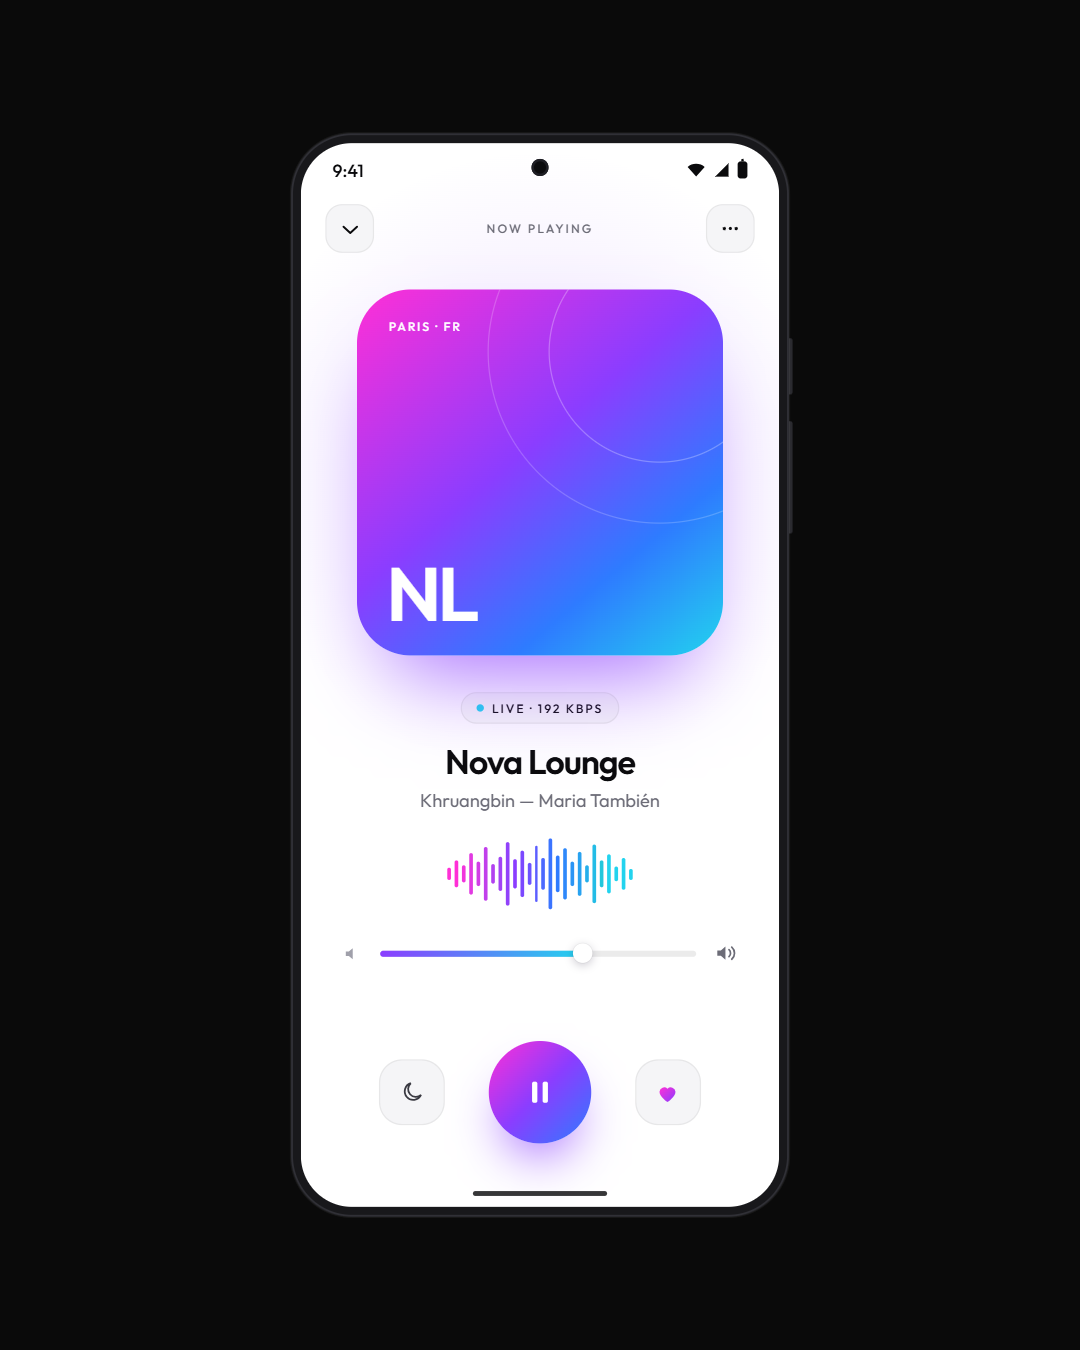 9:41
NOW PLAYING
PARIS · FR
NL
LIVE · 192 KBPS
Nova Lounge
Khruangbin — Maria También